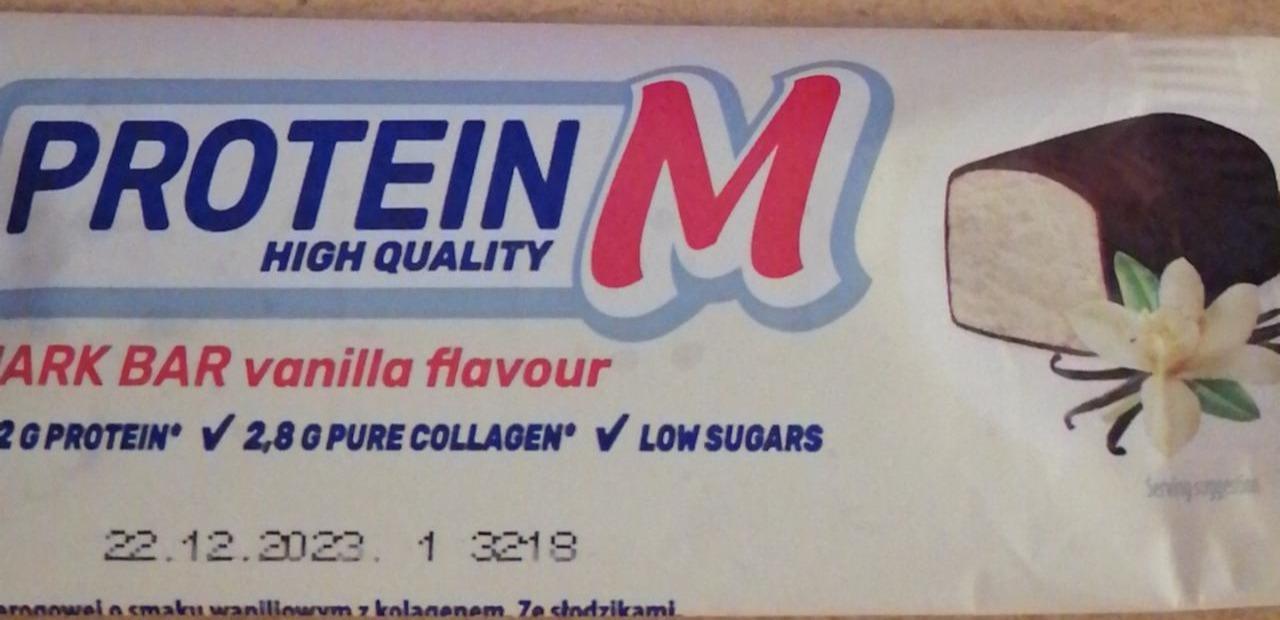 PROTEIN M
HIGH QUALITY
ARK BAR vanilla flavour
2 G PROTEIN* ✓ 2,8 G PURE COLLAGEN* ✓ LOW SUGARS
Serving suggestion
22.12.2023. 1 3218
o smaku waniliowym z kolagenem. Ze słodzikami.